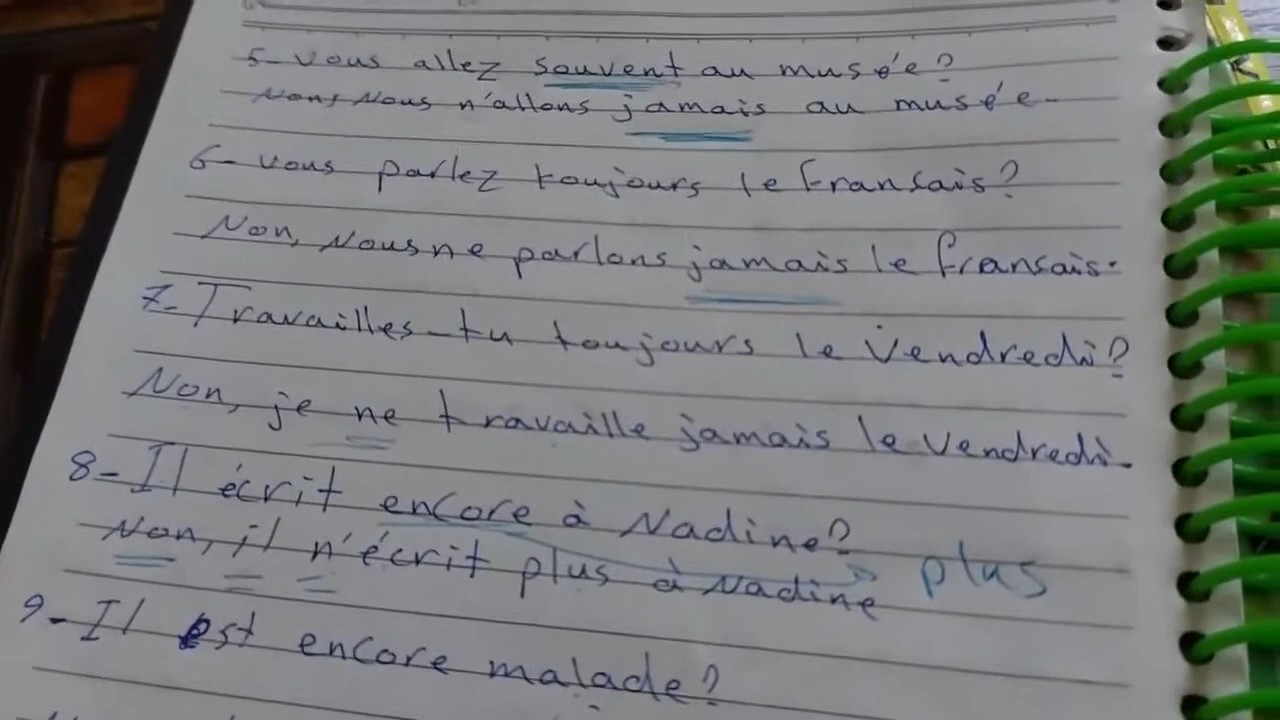 5- Vous allez souvent au musée?
Non, Nous n'allons jamais au musée-
6- Vous parlez toujours le Fransais?
Non, Nous ne parlons jamais le fransais.
7- Travailles-tu toujours le Vendredi?
Non, je ne travaille jamais le Vendredi.
8- Il écrit encore à Nadine?
Non, il n'écrit plus à Nadine
plus
9- Il est encore malade?